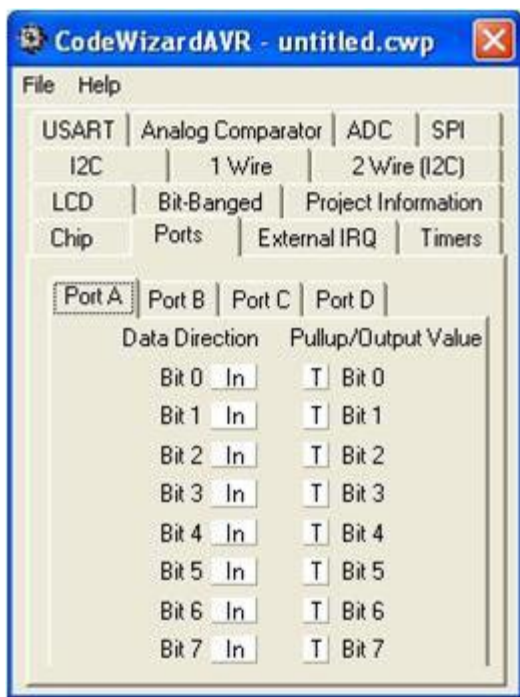 CodeWizardAVR - untitled.cwp
File Help
USART Analog Comparator ADC SPI
I2C 1 Wire 2 Wire (I2C)
LCD Bit-Banged Project Information
Chip Ports External IRQ Timers
Port A Port B Port C Port D
Data Direction Pullup/Output Value
Bit 0 In T Bit 0
Bit 1 In T Bit 1
Bit 2 In T Bit 2
Bit 3 In T Bit 3
Bit 4 In T Bit 4
Bit 5 In T Bit 5
Bit 6 In T Bit 6
Bit 7 In T Bit 7